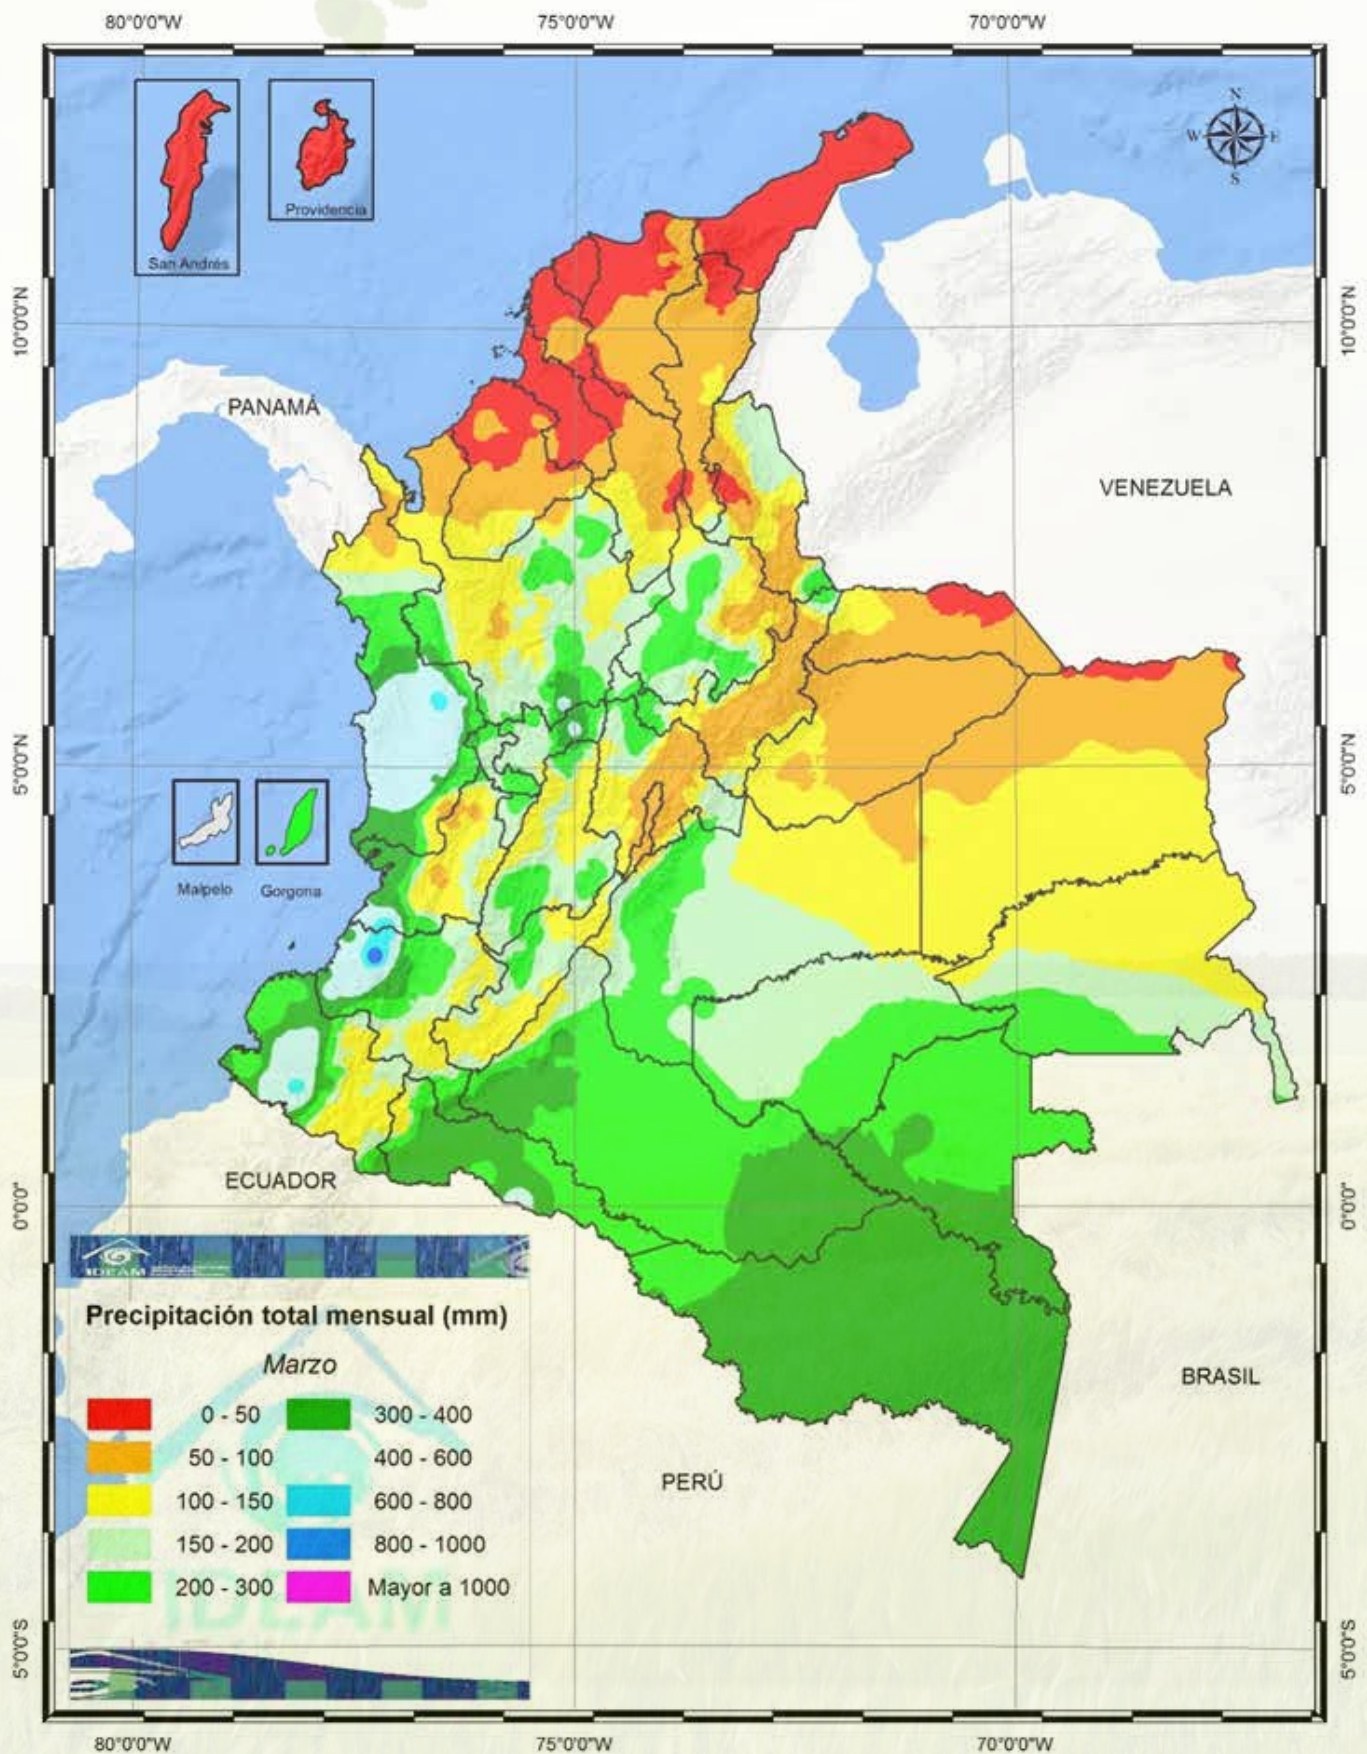 80°0'0"W 75°0'0"W 70°0'0"W
N
W E
S
San Andrés
Providencia
10°0'0"N 10°0'0"N
PANAMÁ
VENEZUELA
5°0'0"N 5°0'0"N
Malpelo Gorgona
ECUADOR
0°0'0" 0°0'0"
IDEAM
Precipitación total mensual (mm)
Marzo
0 - 50 300 - 400
50 - 100 400 - 600
100 - 150 600 - 800
150 - 200 800 - 1000
200 - 300 Mayor a 1000
IDEAM
BRASIL
PERÚ
5°0'0"S 5°0'0"S
80°0'0"W 75°0'0"W 70°0'0"W